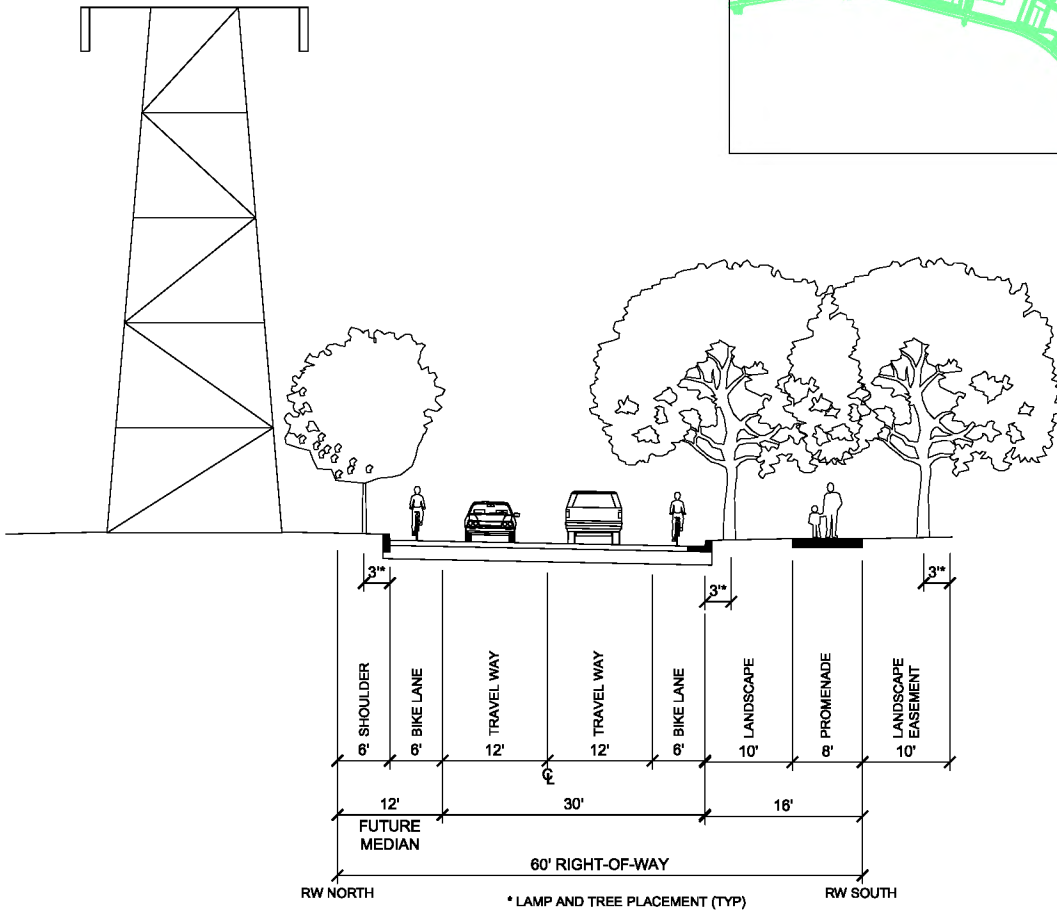 3'*
3'*
3'*
SHOULDER
BIKE LANE
TRAVEL WAY
TRAVEL WAY
BIKE LANE
LANDSCAPE
PROMENADE
LANDSCAPE
EASEMENT
6' 6' 12' 12' 6' 10' 8' 10'
℄
12' 30' 16'
FUTURE
MEDIAN
60' RIGHT-OF-WAY
RW NORTH RW SOUTH
* LAMP AND TREE PLACEMENT (TYP)